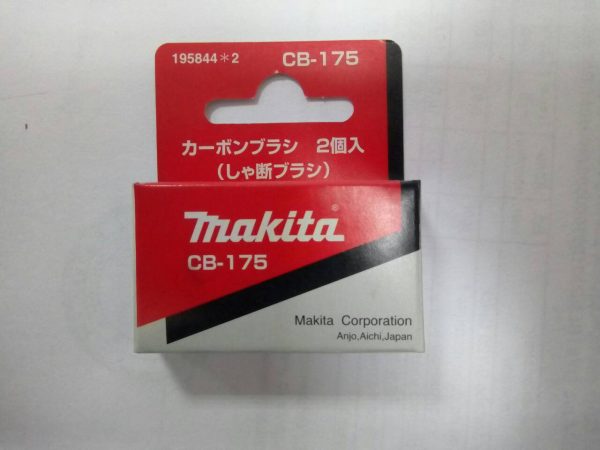 195844*2 CB-175
カーボンブラシ 2個入
(しゃ断ブラシ)
makita®
CB-175
Makita Corporation
Anjo,Aichi,Japan